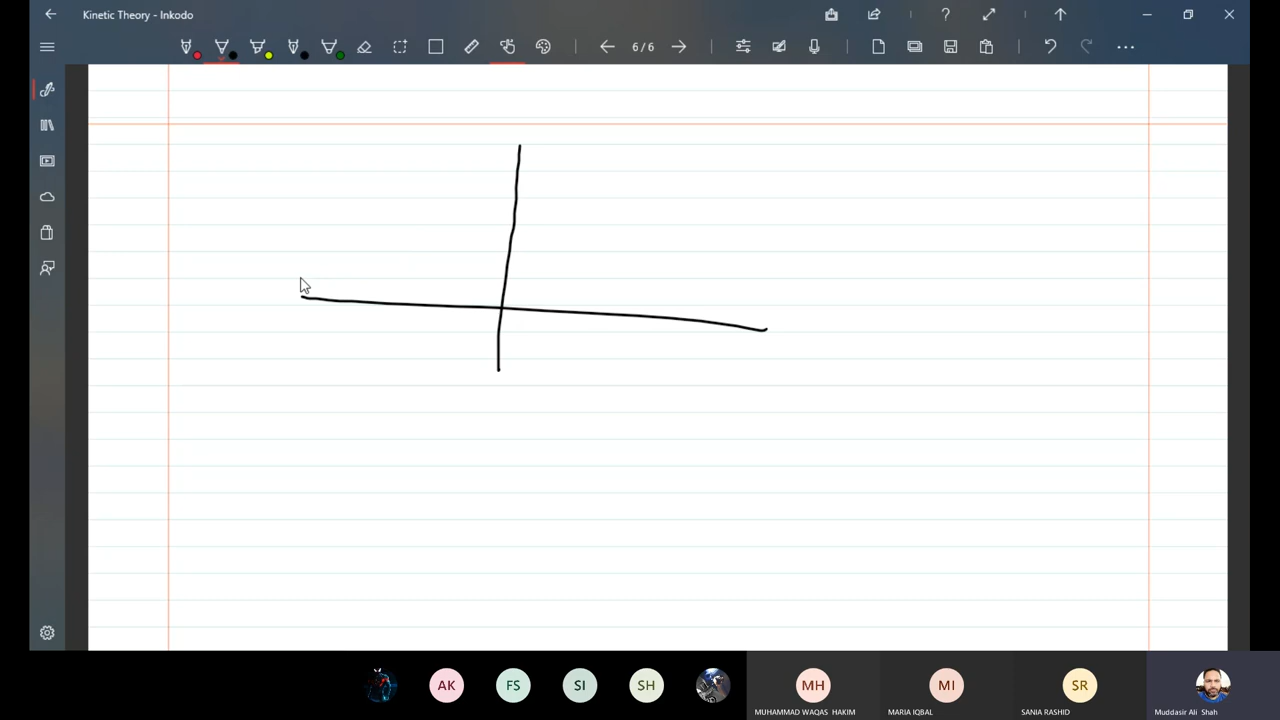 Kinetic Theory - Inkodo
6/6
AK
FS
SI
SH
MH
MI
SR
MUHAMMAD WAQAS HAKIM
MARIA IQBAL
SANIA RASHID
Muddasir Ali Shah